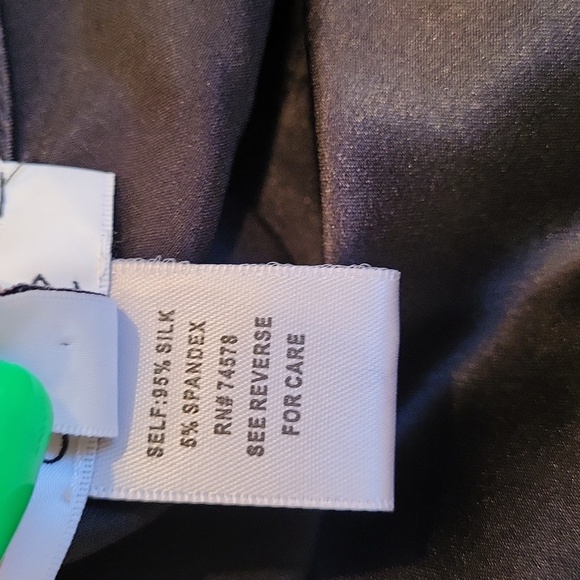 SELF:95% SILK
5% SPANDEX
RN# 74578
SEE REVERSE
FOR CARE